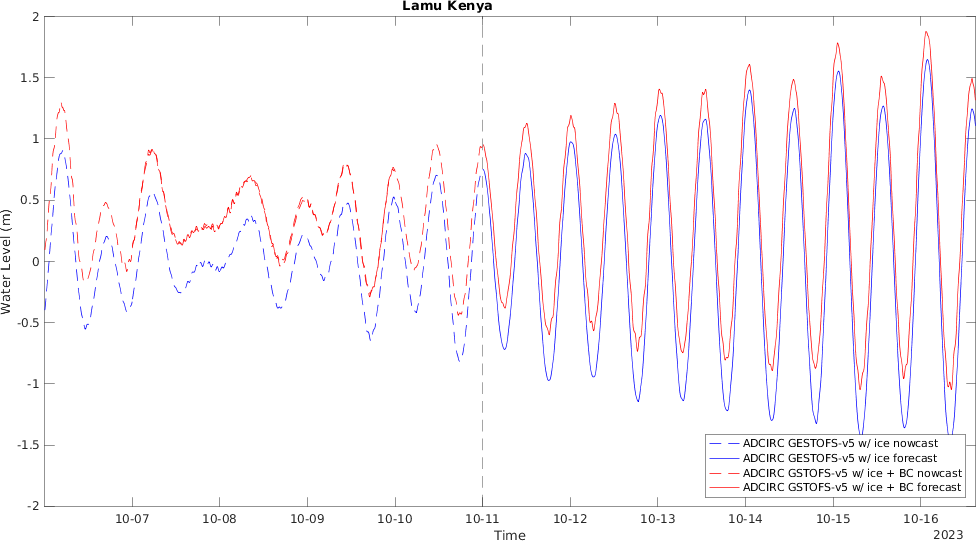 Lamu Kenya
2
1.5
1
0.5
0
-0.5
-1
-1.5
-2
Water Level (m)
ADCIRC GESTOFS-v5 w/ ice nowcast
ADCIRC GESTOFS-v5 w/ ice forecast
ADCIRC GSTOFS-v5 w/ ice + BC nowcast
ADCIRC GSTOFS-v5 w/ ice + BC forecast
10-07 10-08 10-09 10-10 10-11 10-12 10-13 10-14 10-15 10-16
Time
2023